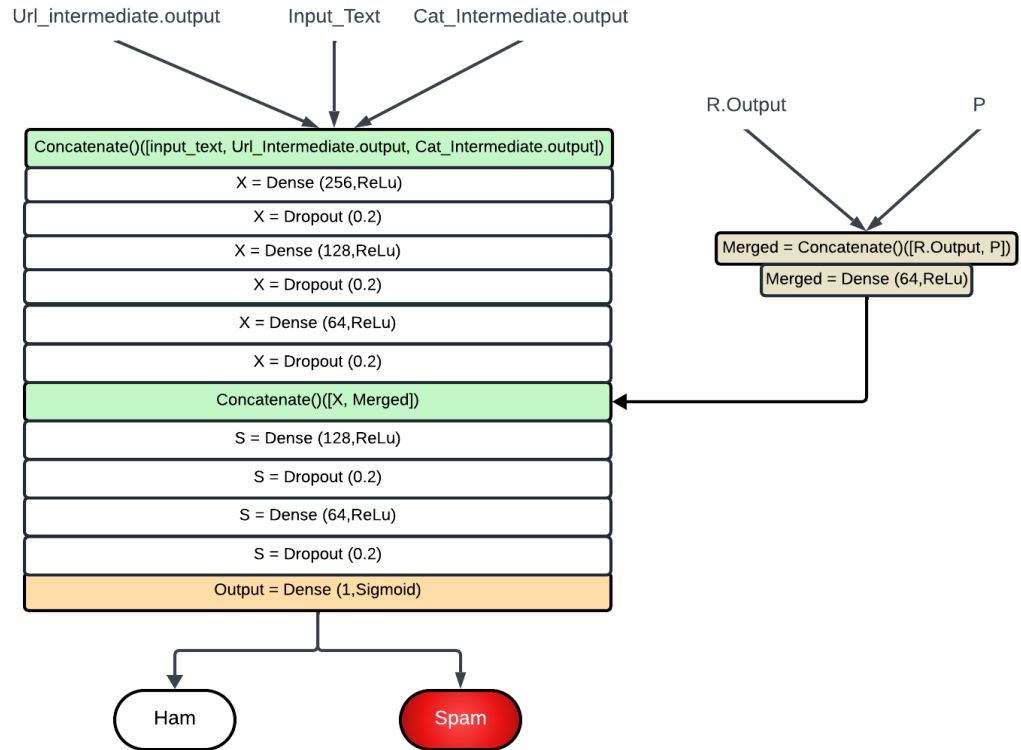 Url_intermediate.output
Input_Text
Cat_Intermediate.output
R.Output
P
Concatenate()([input_text, Url_Intermediate.output, Cat_Intermediate.output])
X = Dense (256,ReLu)
X = Dropout (0.2)
X = Dense (128,ReLu)
X = Dropout (0.2)
X = Dense (64,ReLu)
X = Dropout (0.2)
Merged = Concatenate()([R.Output, P])
Merged = Dense (64,ReLu)
Concatenate()([X, Merged])
S = Dense (128,ReLu)
S = Dropout (0.2)
S = Dense (64,ReLu)
S = Dropout (0.2)
Output = Dense (1,Sigmoid)
Ham
Spam